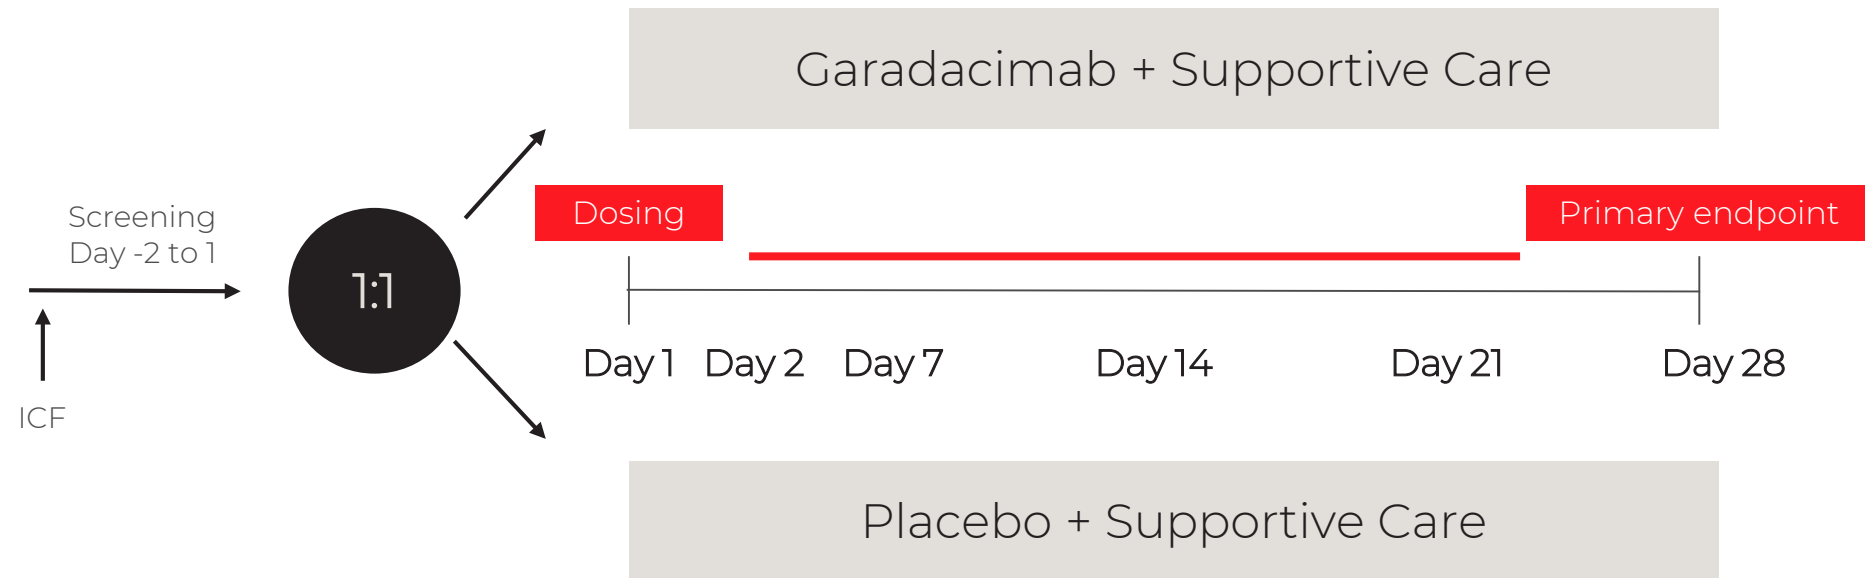 Garadacimab + Supportive Care
Screening
Day -2 to 1
ICF
1:1
Dosing
Primary endpoint
Day 1 Day 2 Day 7 Day 14 Day 21 Day 28
Placebo + Supportive Care